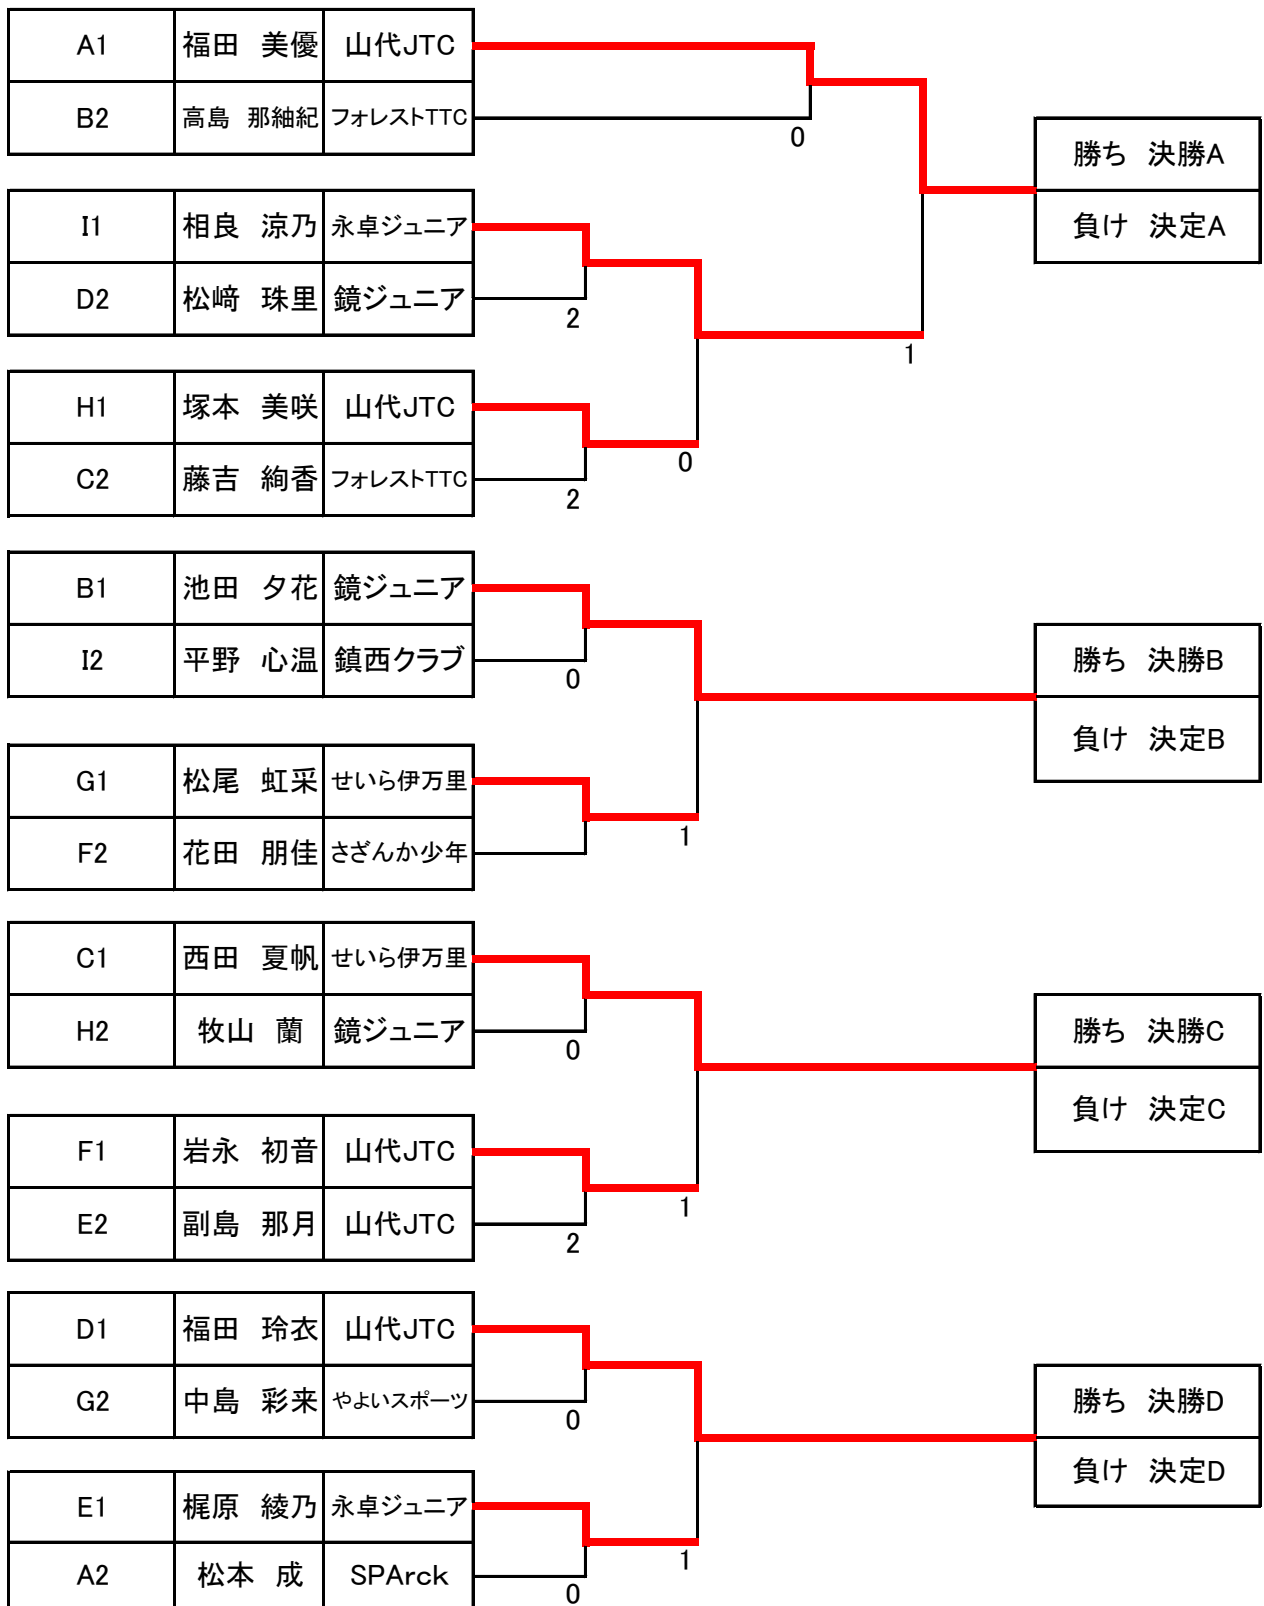 A1 福田 美優 山代JTC
B2 高島 那紬紀 フォレストTTC
0
勝ち 決勝A
I1 相良 涼乃 永卓ジュニア
負け 決定A
D2 松﨑 珠里 鏡ジュニア
2
1
H1 塚本 美咲 山代JTC
0
C2 藤吉 絢香 フォレストTTC
2
B1 池田 夕花 鏡ジュニア
I2 平野 心温 鎮西クラブ
0
勝ち 決勝B
負け 決定B
G1 松尾 虹采 せいら伊万里
1
F2 花田 朋佳 さざんか少年
C1 西田 夏帆 せいら伊万里
H2 牧山 蘭 鏡ジュニア
0
勝ち 決勝C
負け 決定C
F1 岩永 初音 山代JTC
1
E2 副島 那月 山代JTC
2
D1 福田 玲衣 山代JTC
G2 中島 彩来 やよいスポーツ
0
勝ち 決勝D
負け 決定D
E1 梶原 綾乃 永卓ジュニア
1
A2 松本 成 SPArck
0